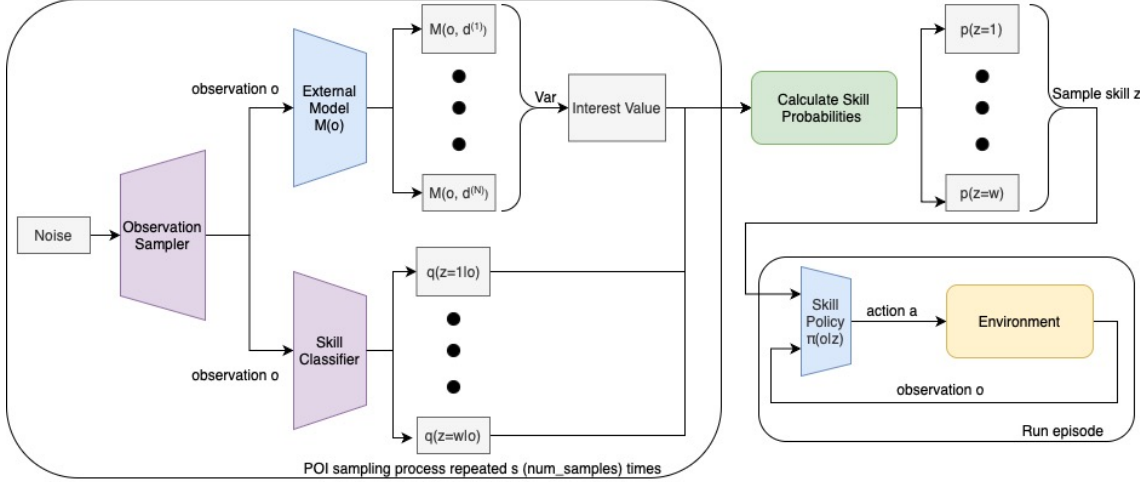 Noise
Observation
Sampler
observation o
observation o
External
Model
M(o)
Skill
Classifier
M(o, d⁽¹⁾)
M(o, d⁽ᴺ⁾)
Var
Interest Value
q(z=1|o)
q(z=w|o)
POI sampling process repeated s (num_samples) times
Calculate Skill
Probabilities
p(z=1)
p(z=w)
Sample skill z
Skill
Policy
π(o|z)
action a
Environment
observation o
Run episode